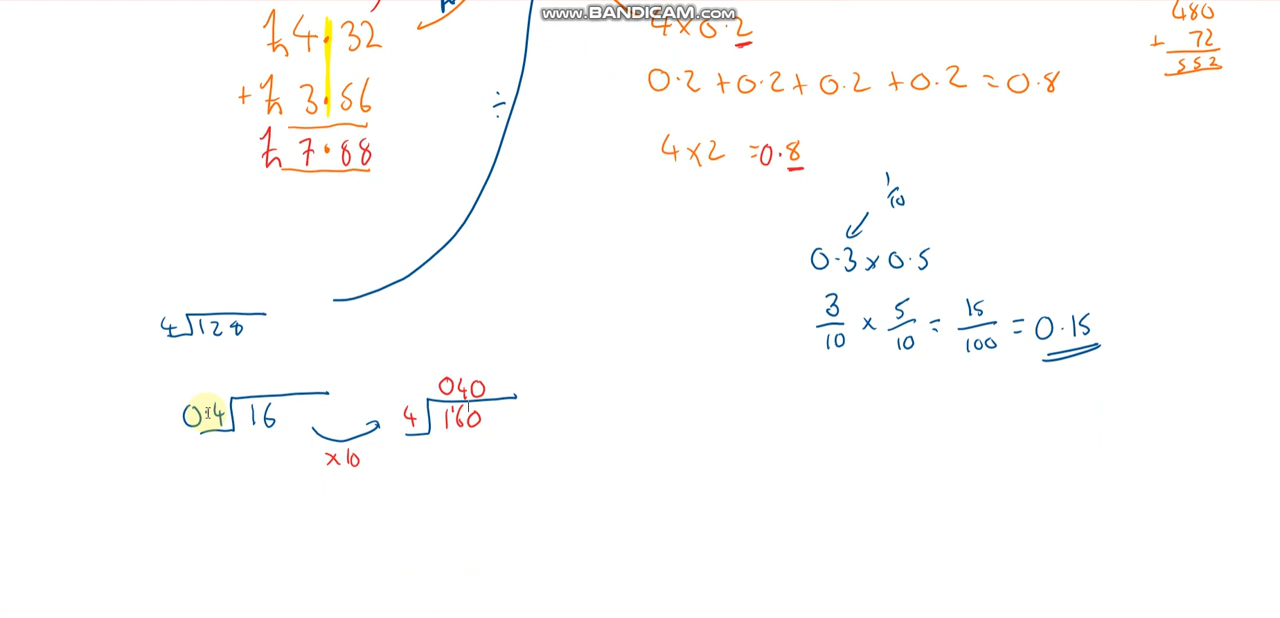 www.BANDICAM.com
£4.32
+ £3.56
£7.88
÷
4 × 0.2
0.2 + 0.2 + 0.2 + 0.2 = 0.8
4 × 2 = 0.8
480
+ 72
552
1/10
0.3 × 0.5
3/10 × 5/10 = 15/100 = 0.15
4 128
0.4 16
×10
040
4 160